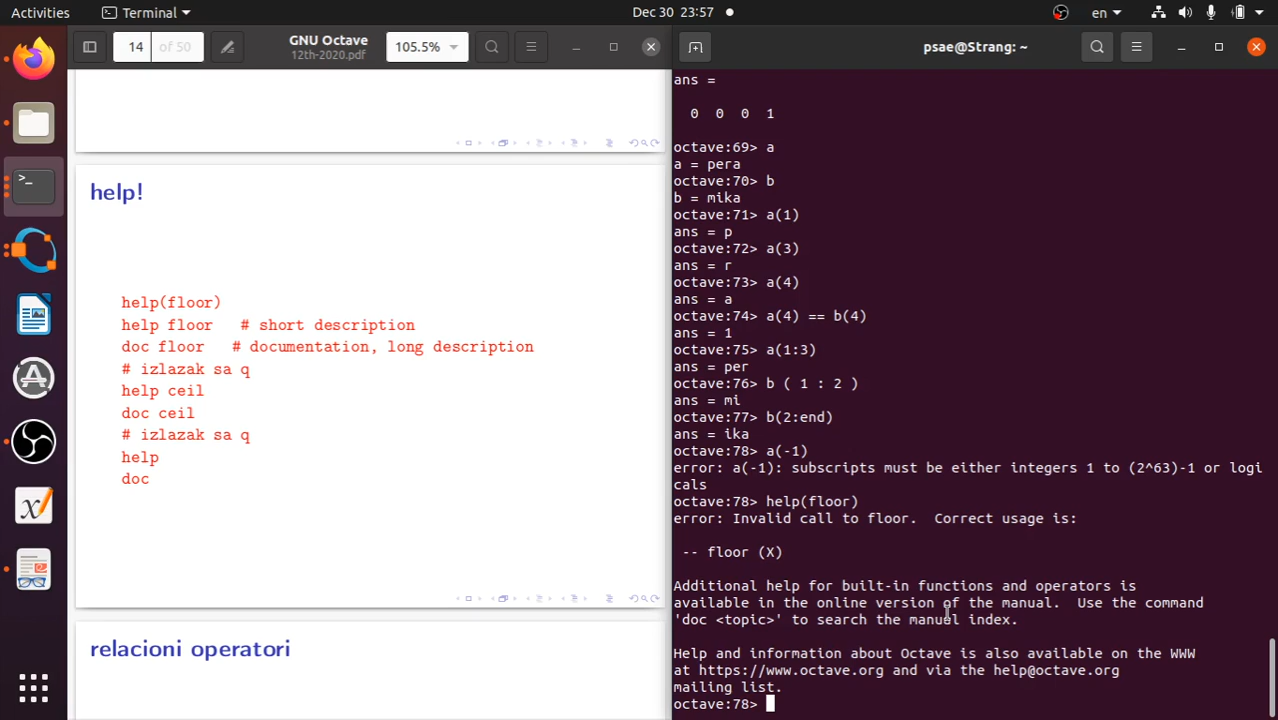 Activities
Terminal
Dec 30 23:57
en
14
of 50
GNU Octave
12th-2020.pdf
105.5%
psae@Strang: ~
help!
help(floor)
help floor   # short description
doc floor   # documentation, long description
# izlazak sa q
help ceil
doc ceil
# izlazak sa q
help
doc
relacioni operatori
ans =
0  0  0  1
octave:69> a
a = pera
octave:70> b
b = mika
octave:71> a(1)
ans = p
octave:72> a(3)
ans = r
octave:73> a(4)
ans = a
octave:74> a(4) == b(4)
ans = 1
octave:75> a(1:3)
ans = per
octave:76> b ( 1 : 2 )
ans = mi
octave:77> b(2:end)
ans = ika
octave:78> a(-1)
error: a(-1): subscripts must be either integers 1 to (2^63)-1 or logi
cals
octave:78> help(floor)
error: Invalid call to floor.  Correct usage is:
-- floor (X)
Additional help for built-in functions and operators is
available in the online version of the manual.  Use the command
'doc <topic>' to search the manual index.
Help and information about Octave is also available on the WWW
at https://www.octave.org and via the help@octave.org
mailing list.
octave:78>